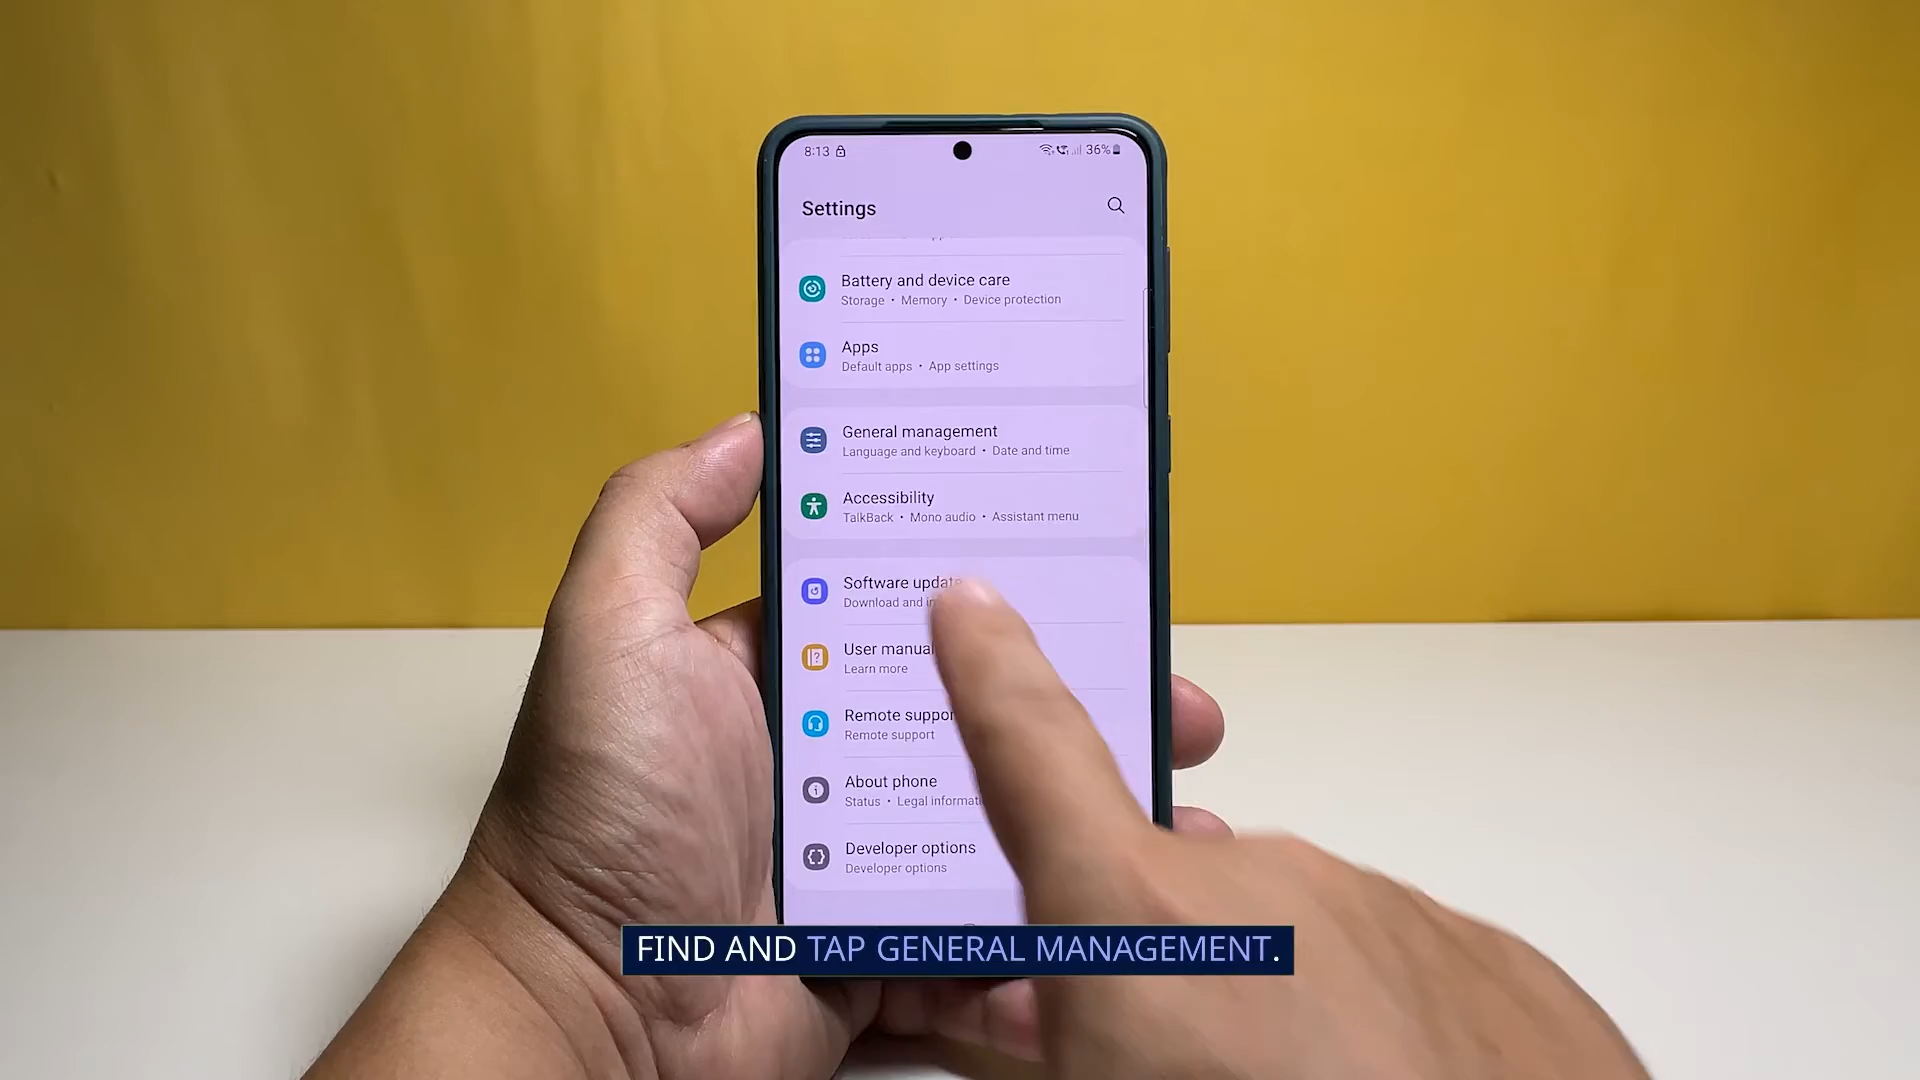 8:13
36%
Settings
Battery and device care
Storage • Memory • Device protection
Apps
Default apps • App settings
General management
Language and keyboard • Date and time
Accessibility
TalkBack • Mono audio • Assistant menu
Software update
Download and
User manual
Learn more
Remote support
Remote support
About phone
Status • Legal informati
Developer options
Developer options
FIND AND TAP GENERAL MANAGEMENT.